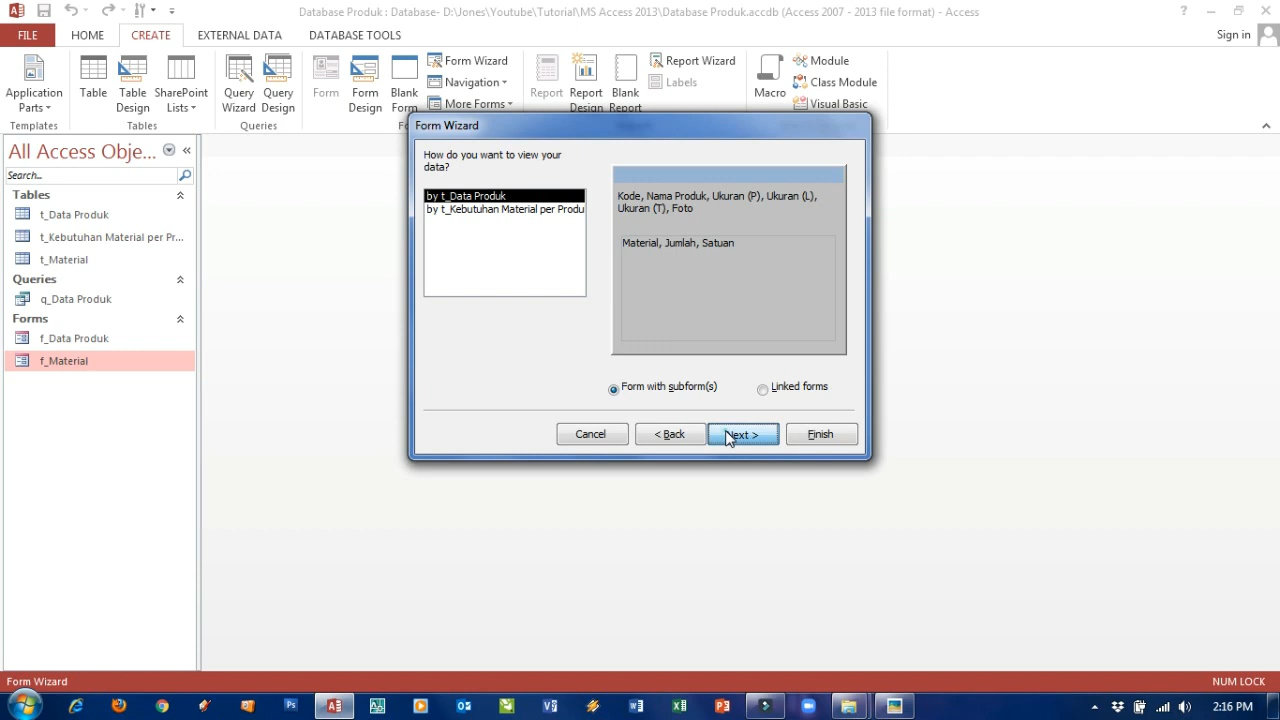 Database Produk : Database- D:\Jones\Youtube\Tutorial\MS Access 2013\Database Produk.accdb (Access 2007 - 2013 file format) - Access
FILE HOME CREATE EXTERNAL DATA DATABASE TOOLS Sign in
Application Parts
Table
Table Design
SharePoint Lists
Query Wizard
Query Design
Form
Form Design
Blank Form
Form Wizard
Navigation
More Forms
Report
Report Design
Blank Report
Report Wizard
Labels
Macro
Module
Class Module
Visual Basic
Templates Tables Queries
All Access Obje...
Search...
Tables
t_Data Produk
t_Kebutuhan Material per Pr...
t_Material
Queries
q_Data Produk
Forms
f_Data Produk
f_Material
Form Wizard
How do you want to view your
data?
by t_Data Produk
by t_Kebutuhan Material per Produ
Kode, Nama Produk, Ukuran (P), Ukuran (L),
Ukuran (T), Foto
Material, Jumlah, Satuan
Form with subform(s) Linked forms
Cancel < Back Next > Finish
Form Wizard NUM LOCK
2:16 PM